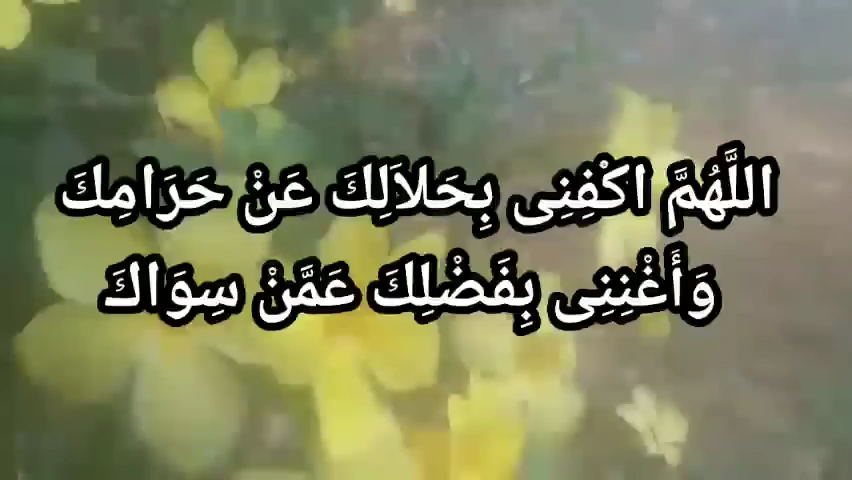 اللَّهُمَّ اكْفِنِى بِحَلاَلِكَ عَنْ حَرَامِكَ
وَأَغْنِنِى بِفَضْلِكَ عَمَّنْ سِوَاكَ